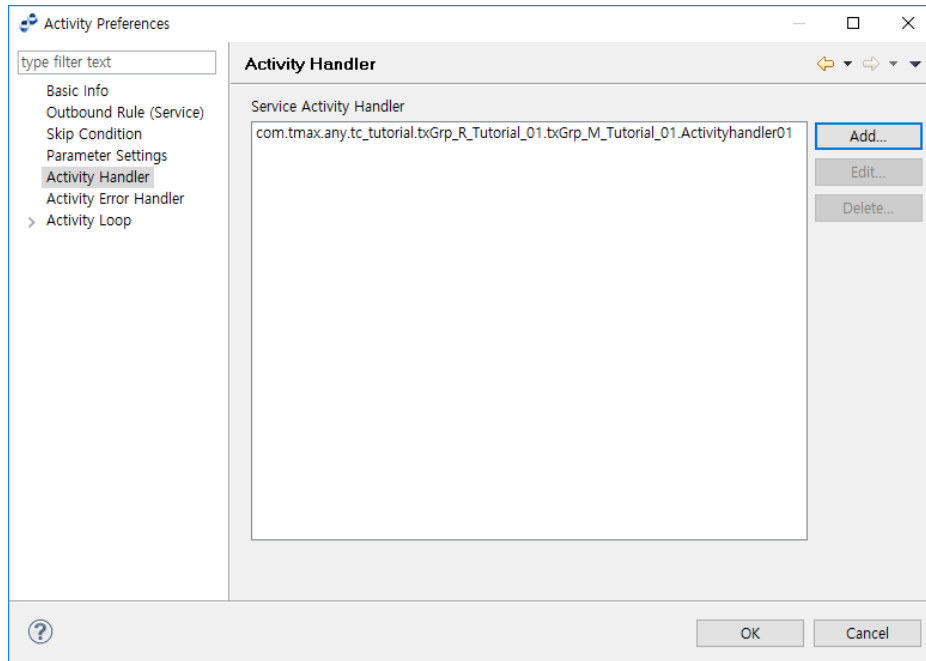 Activity Preferences
type filter text
Basic Info
Outbound Rule (Service)
Skip Condition
Parameter Settings
Activity Handler
Activity Error Handler
Activity Loop
Activity Handler
Service Activity Handler
com.tmax.any.tc_tutorial.txGrp_R_Tutorial_01.txGrp_M_Tutorial_01.Activityhandler01
Add...
Edit...
Delete...
?
OK
Cancel